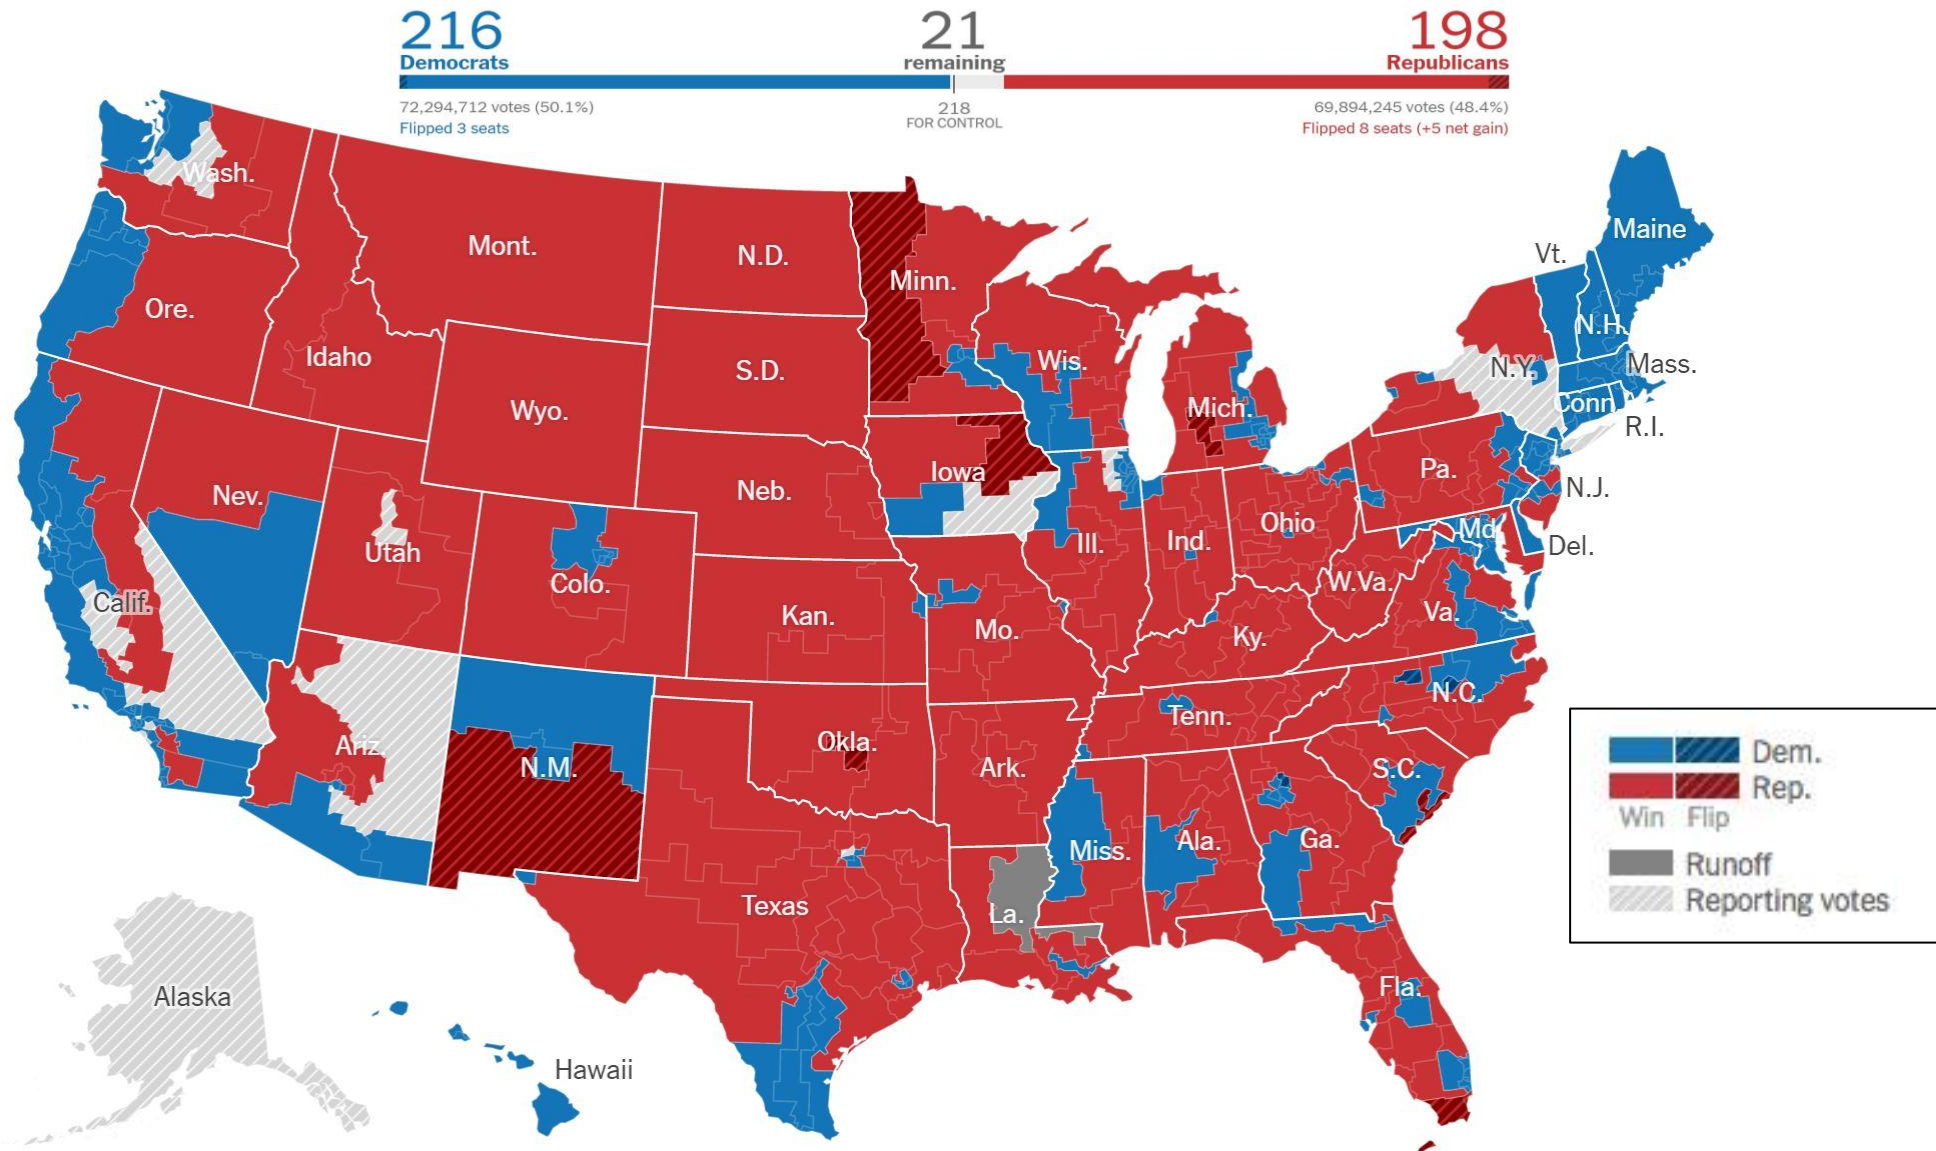 216
21
198
Democrats
remaining
Republicans
72,294,712 votes (50.1%)
218
69,894,245 votes (48.4%)
Flipped 3 seats
FOR CONTROL
Flipped 8 seats (+5 net gain)
Wash.
Mont.
N.D.
Minn.
Vt.
Maine
Ore.
Idaho
S.D.
Wis.
N.H.
N.Y.
Mass.
Wyo.
Mich.
Conn.
R.I.
Nev.
Neb.
Iowa
Pa.
N.J.
Utah
Colo.
Ill.
Ind.
Ohio
Md.
Del.
Calif.
Kan.
Mo.
W.Va.
Va.
Ky.
N.C.
Ariz.
N.M.
Okla.
Ark.
Tenn.
S.C.
Dem.
Rep.
Win Flip
Runoff
Reporting votes
Miss.
Ala.
Ga.
Texas
La.
Fla.
Alaska
Hawaii